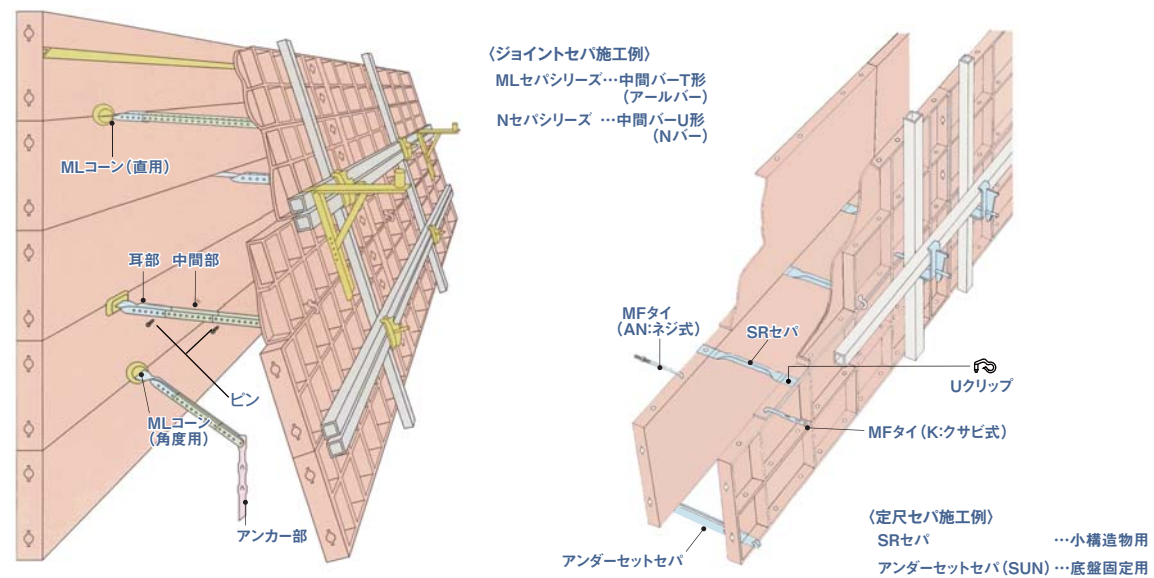 〈ジョイントセパ施工例〉
MLセパシリーズ…中間バーT形
(アールバー)
Nセパシリーズ …中間バーU形
(Nバー)
MLコーン(直用)
耳部 中間部
ピン
MLコーン
(角度用)
アンカー部
MFタイ
(AN:ネジ式)
SRセパ
Uクリップ
MFタイ(K:クサビ式)
アンダーセットセパ
〈定尺セパ施工例〉
SRセパ …小構造物用
アンダーセットセパ(SUN)…底盤固定用